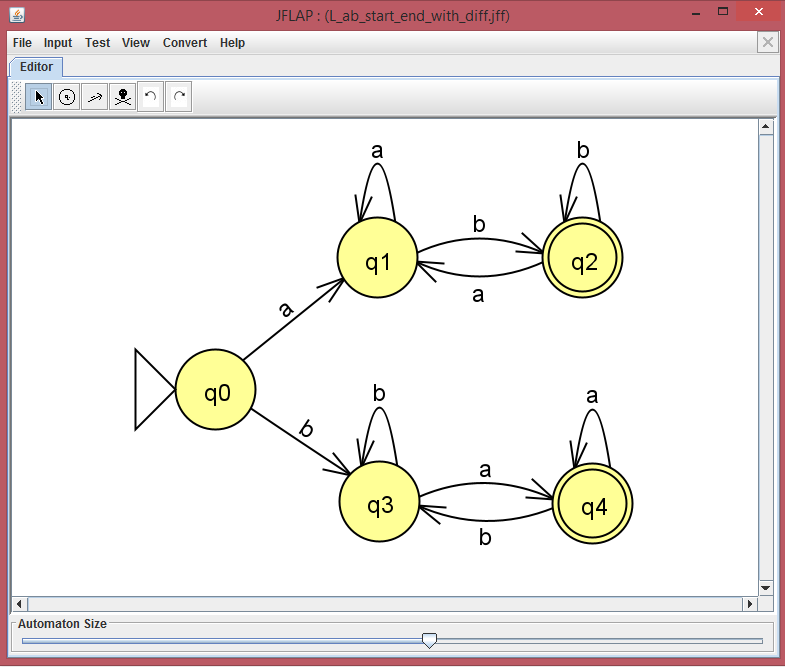 JFLAP : (L_ab_start_end_with_diff.jff)
File Input Test View Convert Help
Editor
a
b
q1
b
q2
a
a
q0
b
b
a
q3
a
q4
b
Automaton Size